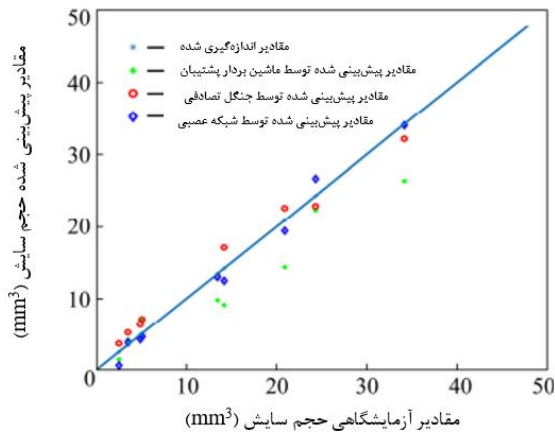 50
40
30
20
10
0
10
20
30
40
50
مقادیر پیش‌بینی شده حجم سایش (mm³)
مقادیر اندازه‌گیری شده
مقادیر پیش‌بینی شده توسط ماشین بردار پشتیبان
مقادیر پیش‌بینی شده توسط جنگل تصادفی
مقادیر پیش‌بینی شده توسط شبکه عصبی
مقادیر آزمایشگاهی حجم سایش (mm³)